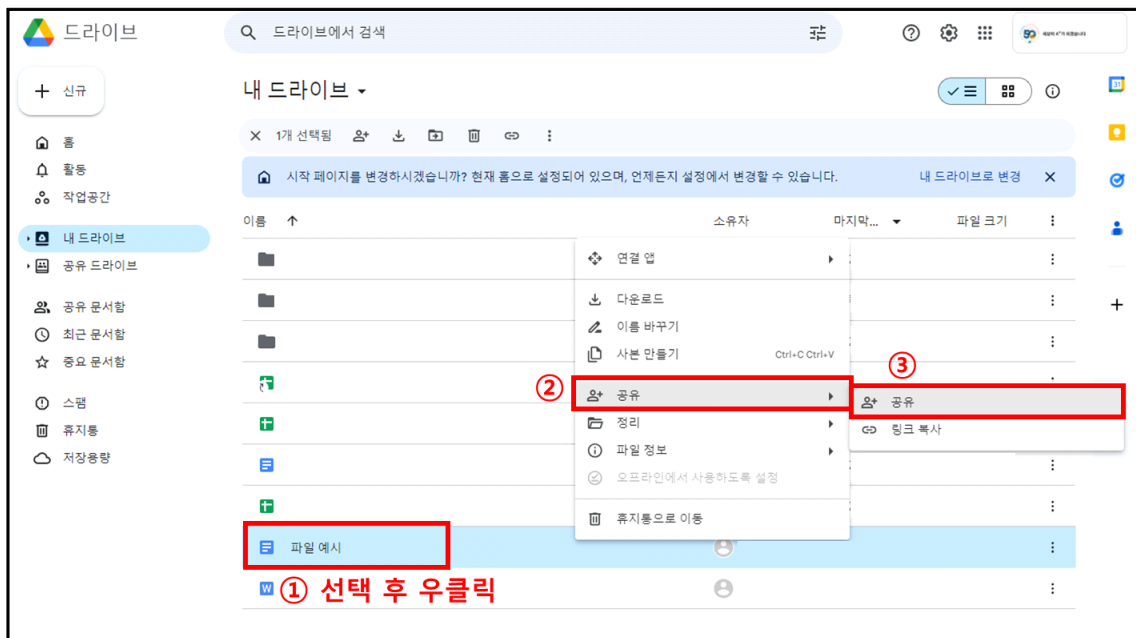 드라이브
드라이브에서 검색
신규
내 드라이브
1개 선택됨
홈
활동
작업공간
시작 페이지를 변경하시겠습니까? 현재 홈으로 설정되어 있으며, 언제든지 설정에서 변경할 수 있습니다.
내 드라이브로 변경
내 드라이브
공유 드라이브
공유 문서함
최근 문서함
중요 문서함
스팸
휴지통
저장용량
이름
소유자
마지막...
파일 크기
연결 앱
다운로드
이름 바꾸기
사본 만들기 Ctrl+C Ctrl+V
② 공유
정리
파일 정보
오프라인에서 사용하도록 설정
휴지통으로 이동
③
공유
링크 복사
파일 예시
① 선택 후 우클릭
31
W